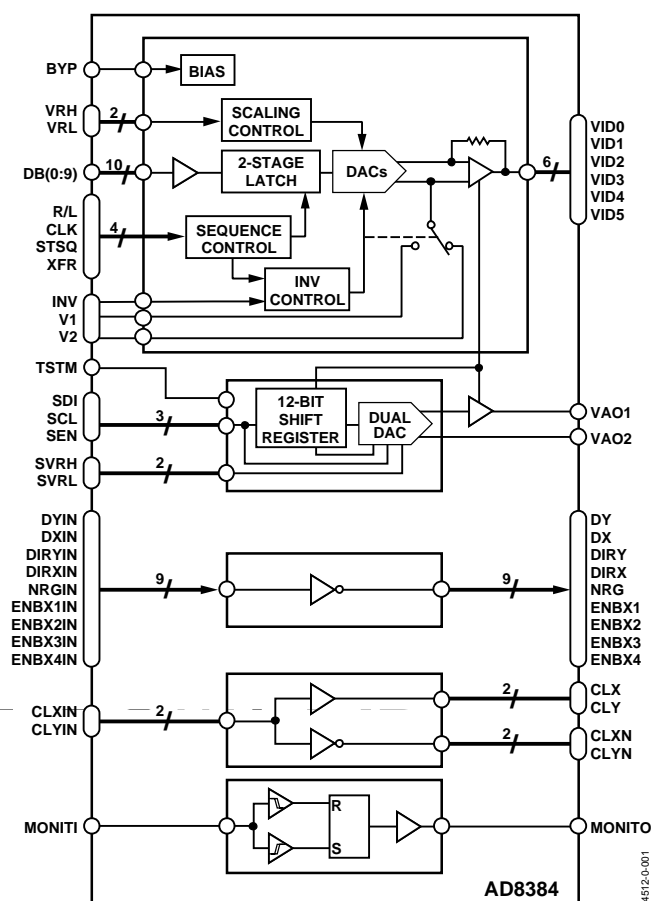 BYP
BIAS
VRH
VRL
2
SCALING
CONTROL
DB(0:9)
10
2-STAGE
LATCH
DACs
6
VID0
VID1
VID2
VID3
VID4
VID5
R/L
CLK
STSQ
XFR
4
SEQUENCE
CONTROL
INV
CONTROL
INV
V1
V2
TSTM
SDI
SCL
SEN
3
12-BIT
SHIFT
REGISTER
DUAL
DAC
VAO1
VAO2
SVRH
SVRL
2
DYIN
DXIN
DIRYIN
DIRXIN
NRGIN
ENBX1IN
ENBX2IN
ENBX3IN
ENBX4IN
9
9
DY
DX
DIRY
DIRX
NRG
ENBX1
ENBX2
ENBX3
ENBX4
CLXIN
CLYIN
2
2
CLX
CLY
2
CLXN
CLYN
MONITI
R
S
MONITO
AD8384
4512-0-001